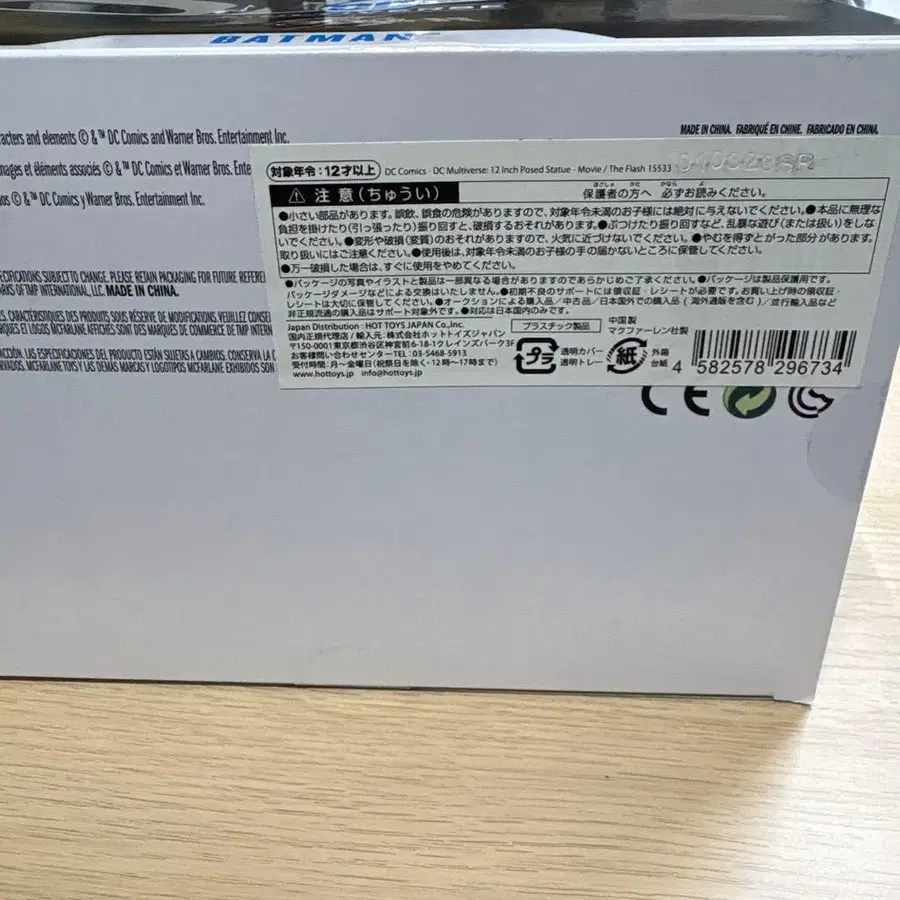 BATMAN
acters and elements © & ™ DC Comics and Warner Bros. Entertainment Inc.
nages et éléments associés © & ™ DC Comics et Warner Bros. Ente
os © & ™ DC Comics y Warner Bros. Entertainment Inc.
MADE IN CHINA. FABRIQUÉ EN CHINE. FABRICADO EN CHINA.
SPECIFICATIONS SUBJECT TO CHANGE. PLEASE RETAIN PACKAGING FOR FUTURE REFERE
ARKS OF TMP INTERNATIONAL, LLC. MADE IN CHINA.
S. CARACTÉRISTIQUES DES PRODUITS SOUS RÉSERVE DE MODIFICATIONS. VEUILLEZ CONSE
ET LOGOS MCFARLANE AFFICHÉS SONT DES MARQUES DE COMMERCE DE TMP INTERN
CCIÓN. LAS ESPECIFICACIONES DEL PRODUCTO ESTÁN SUJETAS A CAMBIOS. CONSERVA LA C
RVADOS. MCFARLANE TOYS Y LAS DEMÁS MARCAS Y LOGOTIPOS MCFARLANE EXHIBIDOS SON
対象年令:12才以上 DC Comics - DC Multiverse: 12 Inch Posed Statue - Movie / The Flash 15533
注意(ちゅうい) 保護者の方へ 必ずお読みください。
●小さい部品があります。誤飲、誤食の危険がありますので、対象年令未満のお子様には絶対に与えないでください。●本品に無理な
負担を掛けたり(引っ張ったり)振り回すと、破損するおそれがあります。●ぶつけたり振り回すなど、乱暴な遊び(または扱い)をしな
いでください。●変形や破損(変質)のおそれがありますので、火気に近づけないでください。●やむを得ずとがった部分があります。
取り扱いにはご注意ください。●使用後は、対象年令未満のお子様の手の届かないところに保管してください。
●万一破損した場合は、すぐに使用をやめてください。
●パッケージの写真やイラストと製品は一部異なる場合がありますのであらかじめご了承ください。●パッケージは製品保護用です。
パッケージダメージなどによる交換はいたしません。●初期不良のサポートには領収証・レシートが必要です。お買い上げ時の領収証・
レシートは大切に保管してください。●オークションによる購入品/中古品/日本国外での購入品(海外通販を含む)/並行輸入品など
非正規流通の購入品はサポート対象外です。●対応は日本国内のみです。
Japan Distribution : HOT TOYS JAPAN Co.,Inc.
国内正規代理店/輸入元:株式会社ホットトイズジャパン
〒150-0001東京都渋谷区神宮前6-18-1クレインズパーク3F
お客様お問い合わせセンターTEL 03-5468-5913
受付時間:月〜金曜日(祝祭日を除く・12時〜17時まで)
www.hottoys.jp info@hottoys.jp
プラスチック製品
中国製
マクファーレン社製
プラ
透明カバー
透明トレー
紙
外箱
台紙
4 582578 296734
CE